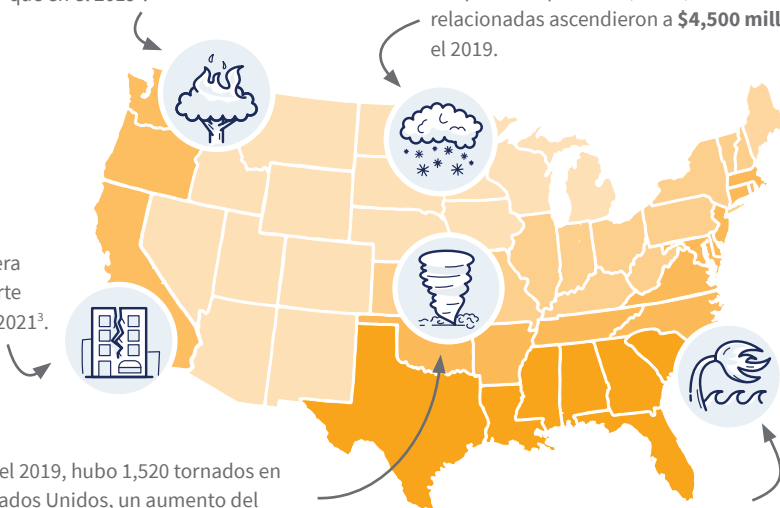 que en el
relacionadas ascendieron a $4,500 mill
el 2019.
era
rte
2021³.
el 2019, hubo 1,520 tornados en
ados Unidos, un aumento del